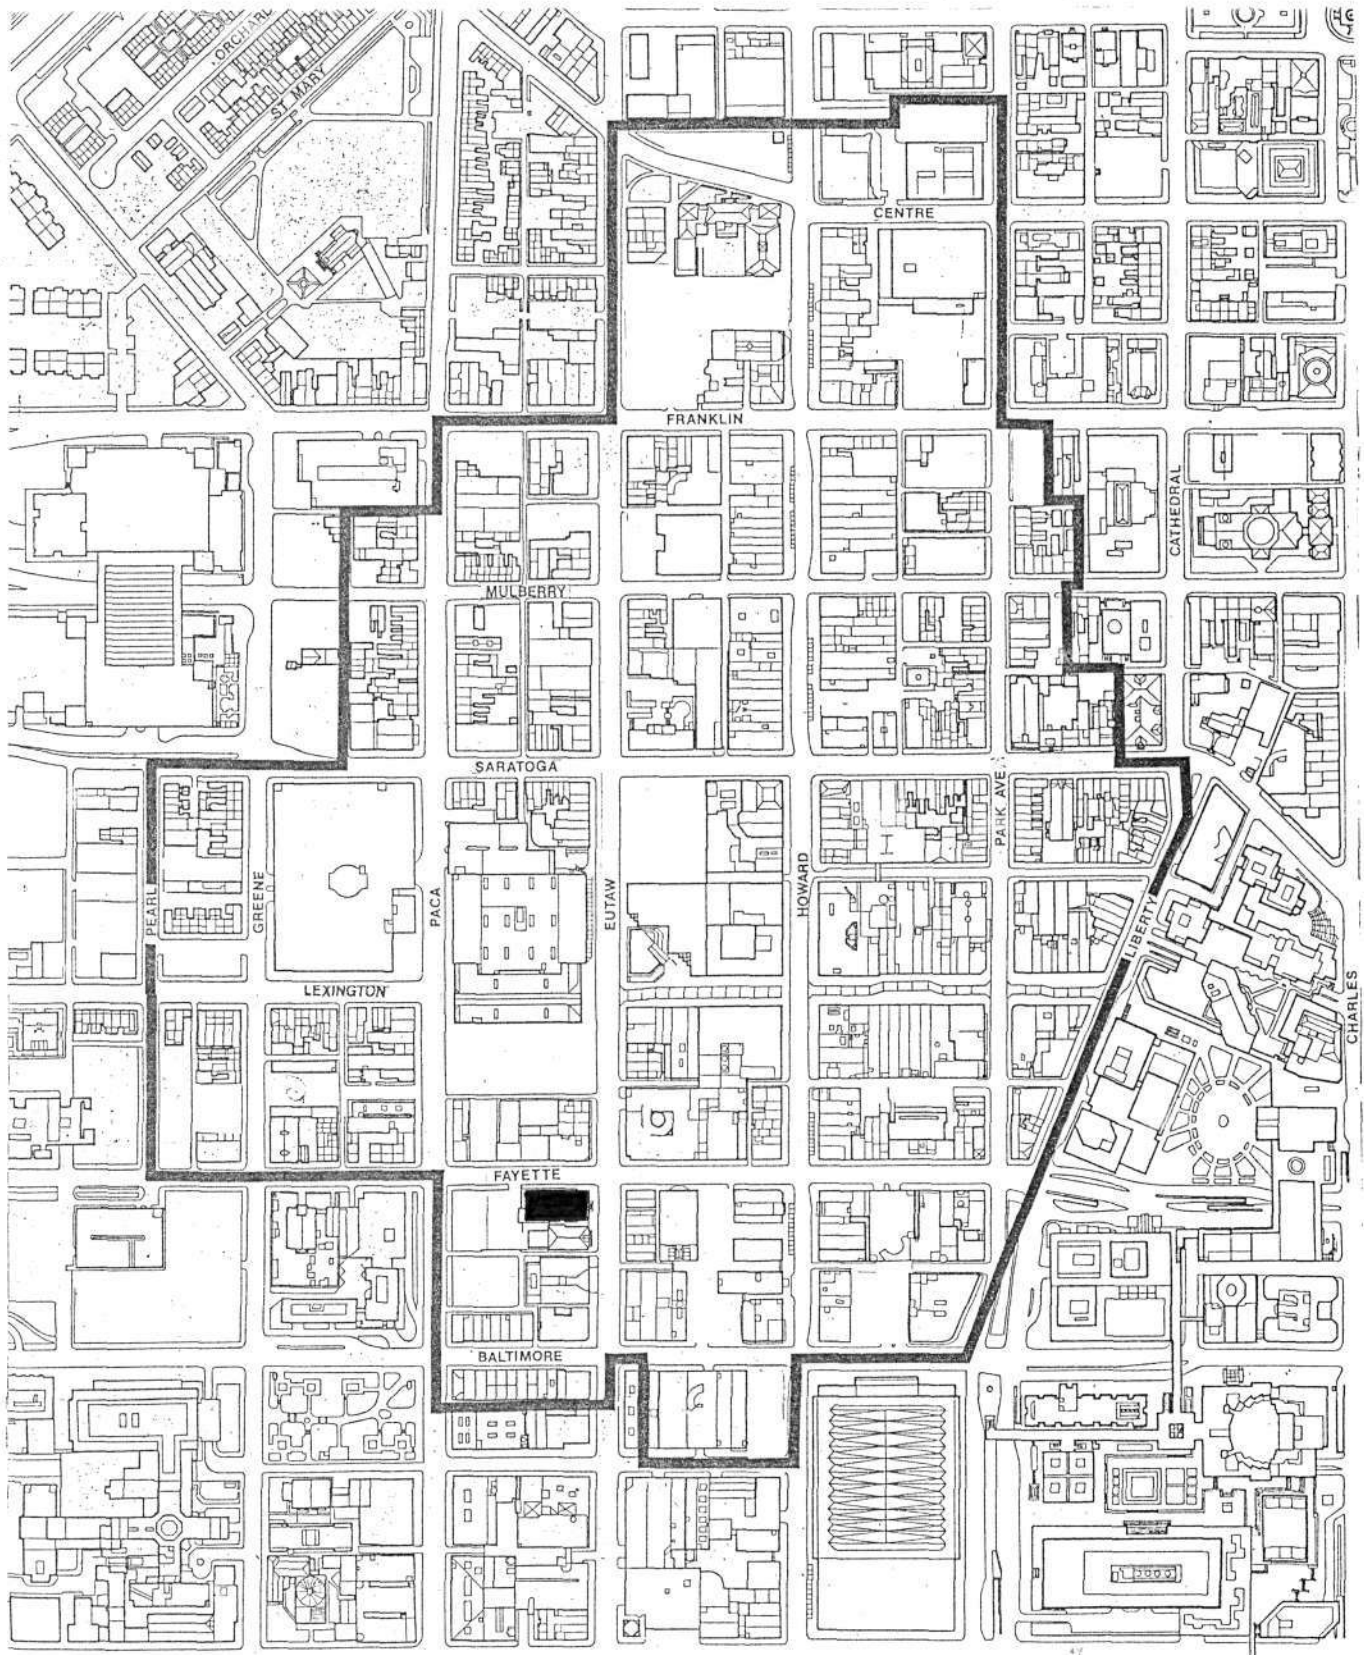 ORCHARD
ST. MARY
CENTRE
FRANKLIN
CATHEDRAL
MULBERRY
SARATOGA
PARK AVE.
PEARL
GREENE
PACA
EUTAW
HOWARD
LIBERTY
LEXINGTON
CHARLES
FAYETTE
BALTIMORE